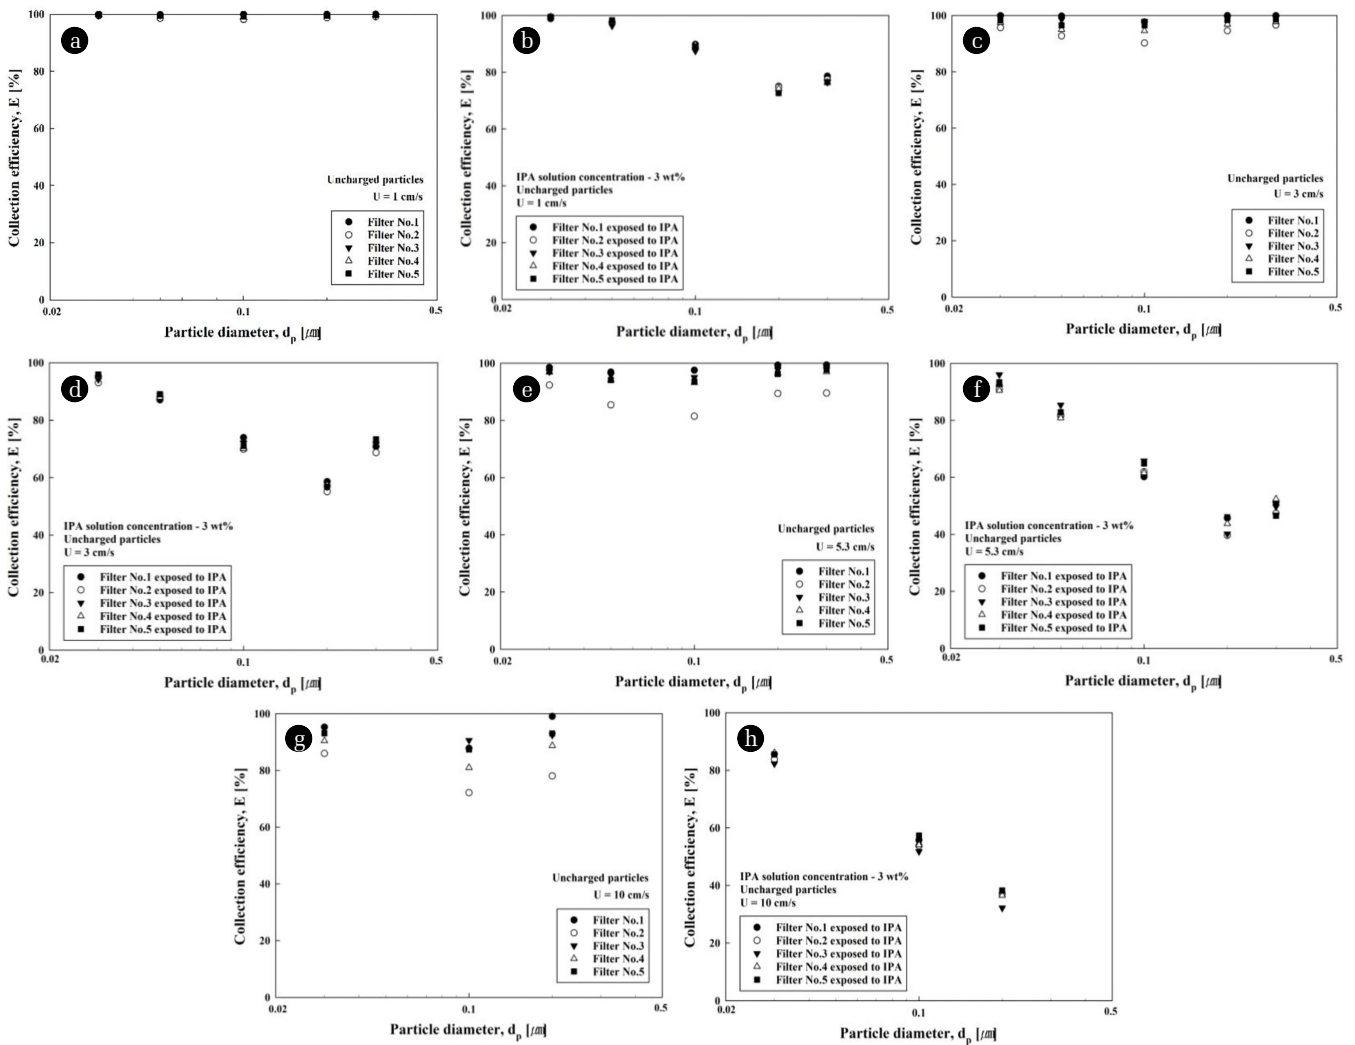 a
Collection efficiency, E [%]
100
80
60
40
20
0
Uncharged particles
U = 1 cm/s
Filter No.1
Filter No.2
Filter No.3
Filter No.4
Filter No.5
0.02
0.1
0.5
Particle diameter, dp [㎛]
b
Collection efficiency, E [%]
100
80
60
40
20
0
IPA solution concentration - 3 wt%
Uncharged particles
U = 1 cm/s
Filter No.1 exposed to IPA
Filter No.2 exposed to IPA
Filter No.3 exposed to IPA
Filter No.4 exposed to IPA
Filter No.5 exposed to IPA
0.02
0.1
0.5
Particle diameter, dp [㎛]
c
Collection efficiency, E [%]
100
80
60
40
20
0
Uncharged particles
U = 3 cm/s
Filter No.1
Filter No.2
Filter No.3
Filter No.4
Filter No.5
0.02
0.1
0.5
Particle diameter, dp [㎛]
d
Collection efficiency, E [%]
100
80
60
40
20
0
IPA solution concentration - 3 wt%
Uncharged particles
U = 3 cm/s
Filter No.1 exposed to IPA
Filter No.2 exposed to IPA
Filter No.3 exposed to IPA
Filter No.4 exposed to IPA
Filter No.5 exposed to IPA
0.02
0.1
0.5
Particle diameter, dp [㎛]
e
Collection efficiency, E [%]
100
80
60
40
20
0
Uncharged particles
U = 5.3 cm/s
Filter No.1
Filter No.2
Filter No.3
Filter No.4
Filter No.5
0.02
0.1
0.5
Particle diameter, dp [㎛]
f
Collection efficiency, E [%]
100
80
60
40
20
0
IPA solution concentration - 3 wt%
Uncharged particles
U = 5.3 cm/s
Filter No.1 exposed to IPA
Filter No.2 exposed to IPA
Filter No.3 exposed to IPA
Filter No.4 exposed to IPA
Filter No.5 exposed to IPA
0.02
0.1
0.5
Particle diameter, dp [㎛]
g
Collection efficiency, E [%]
100
80
60
40
20
0
Uncharged particles
U = 10 cm/s
Filter No.1
Filter No.2
Filter No.3
Filter No.4
Filter No.5
0.02
0.1
0.5
Particle diameter, dp [㎛]
h
Collection efficiency, E [%]
100
80
60
40
20
0
IPA solution concentration - 3 wt%
Uncharged particles
U = 10 cm/s
Filter No.1 exposed to IPA
Filter No.2 exposed to IPA
Filter No.3 exposed to IPA
Filter No.4 exposed to IPA
Filter No.5 exposed to IPA
0.02
0.1
0.5
Particle diameter, dp [㎛]